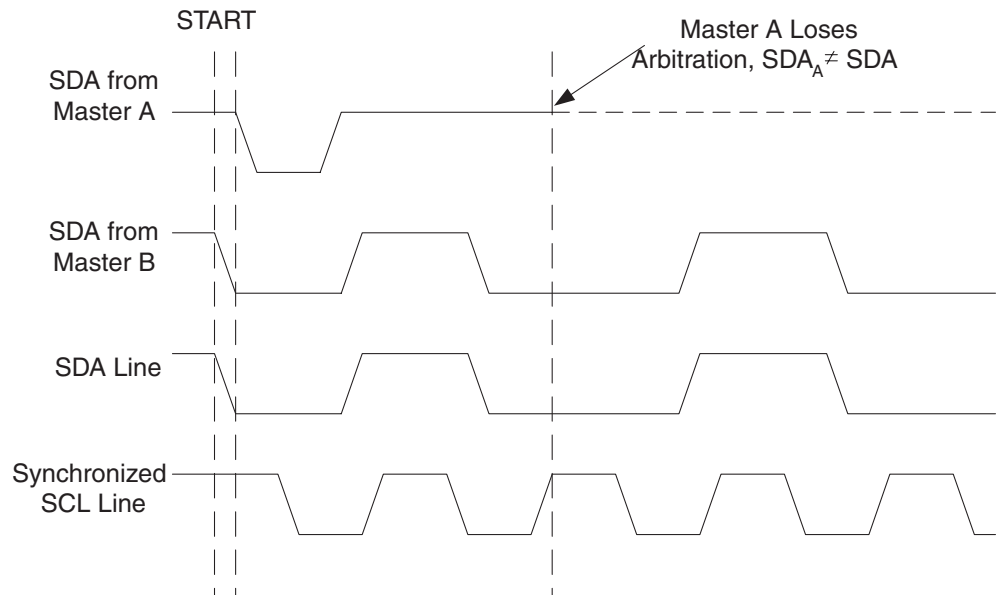 START
Master A Loses
Arbitration, SDA_A ≠ SDA
SDA from
Master A
SDA from
Master B
SDA Line
Synchronized
SCL Line